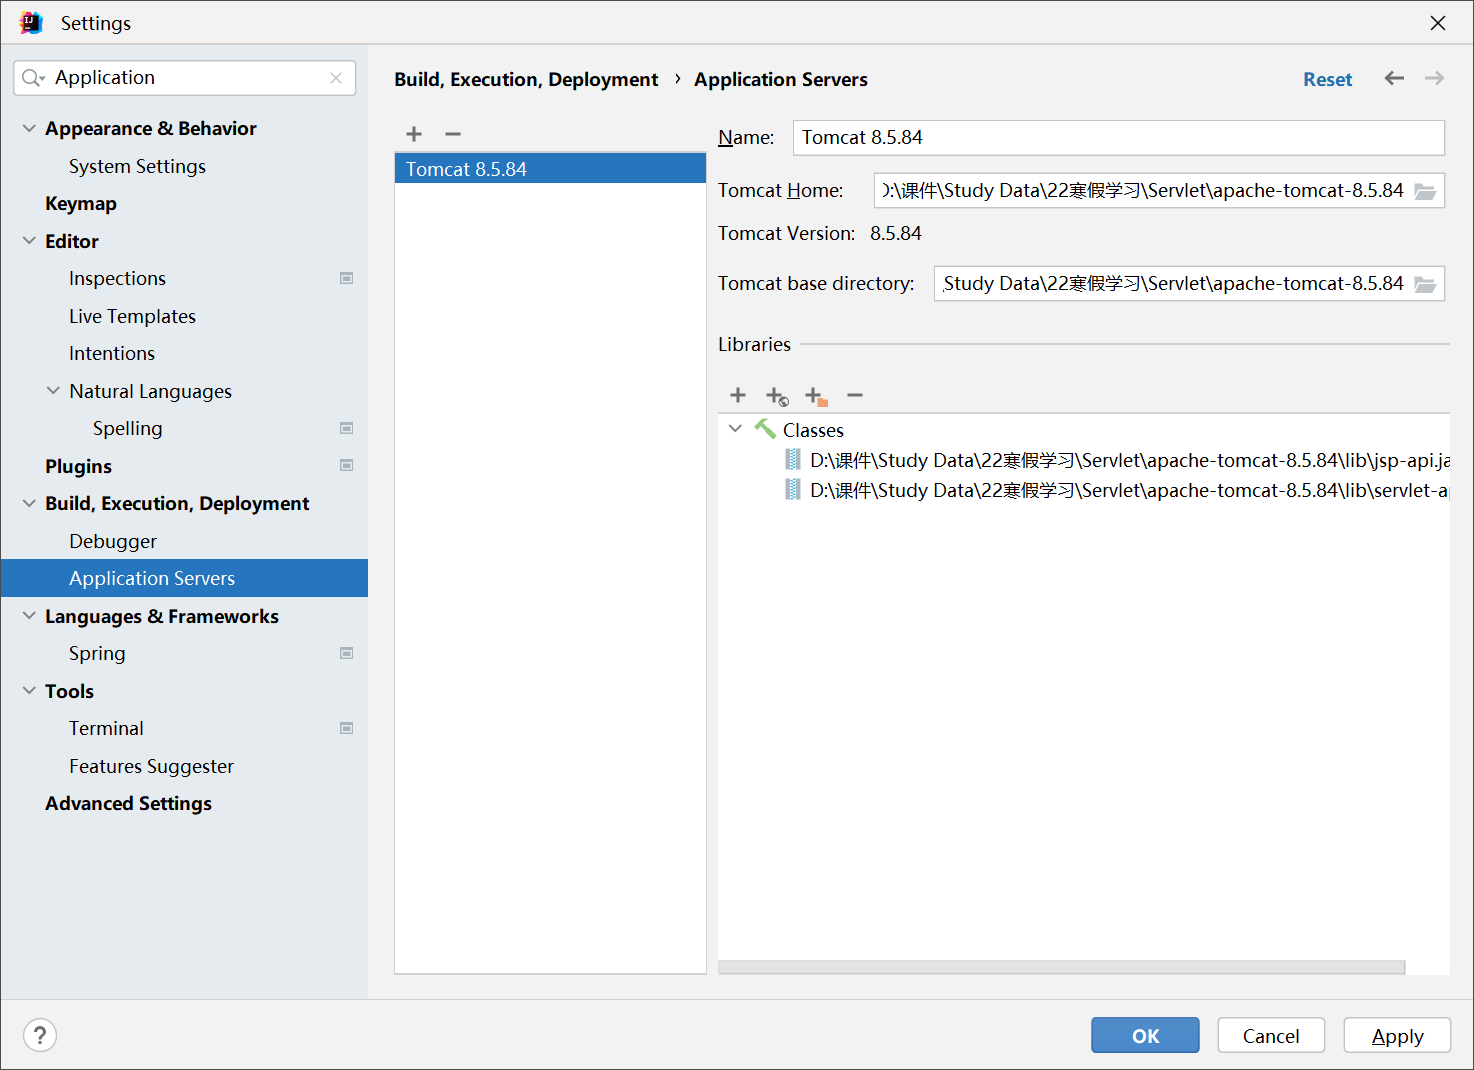 Settings
Application
Appearance & Behavior
System Settings
Keymap
Editor
Inspections
Live Templates
Intentions
Natural Languages
Spelling
Plugins
Build, Execution, Deployment
Debugger
Application Servers
Languages & Frameworks
Spring
Tools
Terminal
Features Suggester
Advanced Settings
Build, Execution, Deployment › Application Servers
Reset
Tomcat 8.5.84
Name: Tomcat 8.5.84
Tomcat Home: D:\课件\Study Data\22寒假学习\Servlet\apache-tomcat-8.5.84
Tomcat Version: 8.5.84
Tomcat base directory: Study Data\22寒假学习\Servlet\apache-tomcat-8.5.84
Libraries
Classes
D:\课件\Study Data\22寒假学习\Servlet\apache-tomcat-8.5.84\lib\jsp-api.ja
D:\课件\Study Data\22寒假学习\Servlet\apache-tomcat-8.5.84\lib\servlet-ap
?
OK
Cancel
Apply